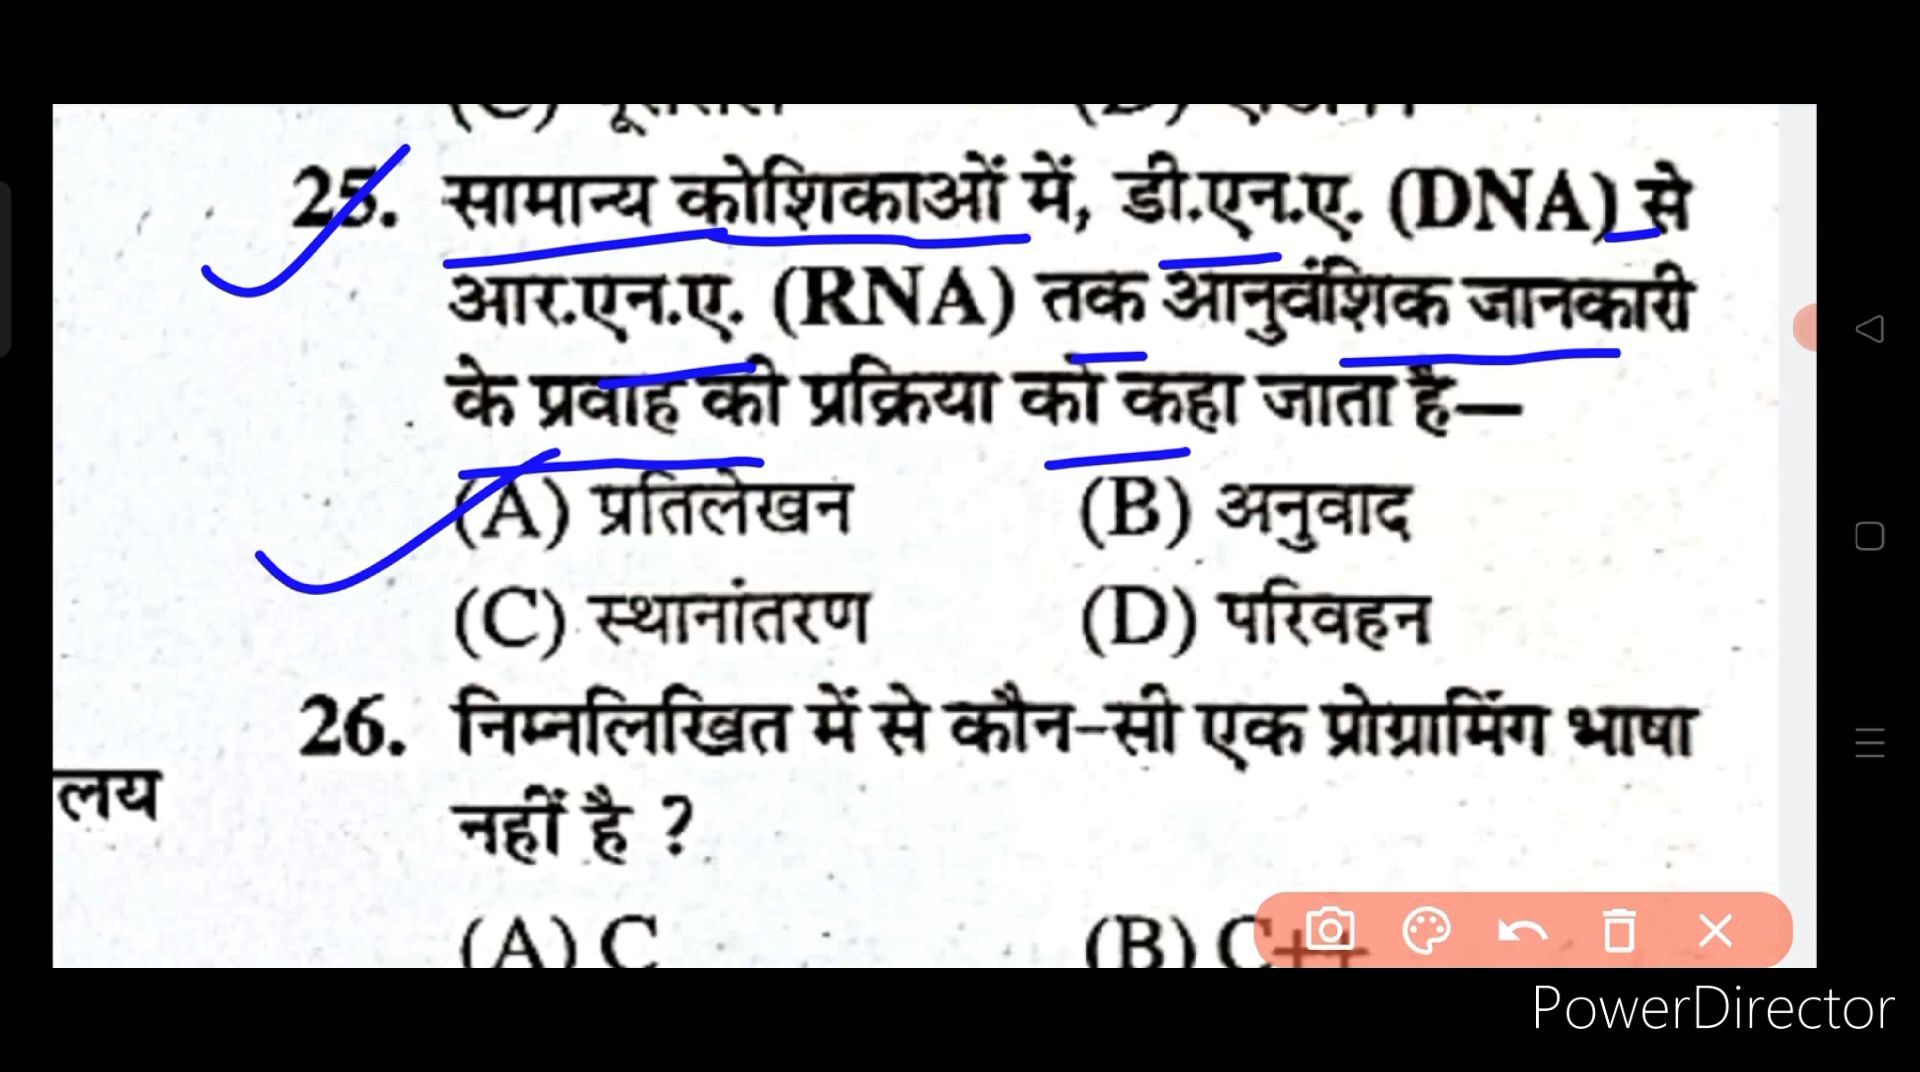 25. सामान्य कोशिकाओं में, डी.एन.ए. (DNA) से
आर.एन.ए. (RNA) तक आनुवंशिक जानकारी
के प्रवाह की प्रक्रिया को कहा जाता है—
(A) प्रतिलेखन (B) अनुवाद
(C) स्थानांतरण (D) परिवहन
26. निम्नलिखित में से कौन-सी एक प्रोग्रामिंग भाषा
लय
नहीं है ?
(A) C (B) C++
PowerDirector